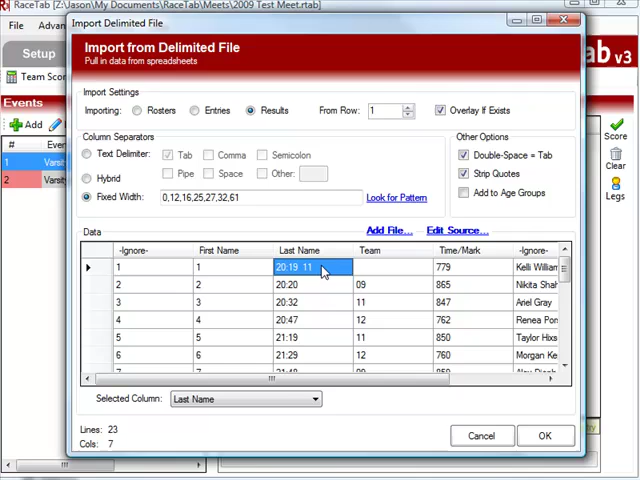 RaceTab | Z:\Jason\My Documents\RaceTab\Meets\2009 Test Meet.rtab
File Advan
Setup
ab v3
Team Scor
Events
Add
# Even
1 Varsity
2 Varsity
Score
Clear
Legs
Import Delimited File
Import from Delimited File
Pull in data from spreadsheets
Import Settings
Importing: Rosters Entries Results From Row: 1 Overlay If Exists
Column Separators
Text Delimiter: Tab Comma Semicolon
Hybrid Pipe Space Other:
Fixed Width: 0,12,16,25,27,32,61 Look for Pattern
Other Options
Double-Space = Tab
Strip Quotes
Add to Age Groups
Data Add File... Edit Source...
-Ignore- First Name Last Name Team Time/Mark -Ignore-
1 1 20:19 11 779 Kelli William
2 2 20:20 09 865 Nikita Shal
3 3 20:32 11 847 Ariel Gray
4 4 20:47 12 762 Renea Por
5 5 21:19 11 850 Taylor Hixs
6 6 21:29 12 760 Morgan Ke
Selected Column: Last Name
Lines: 23
Cols: 7
Cancel OK